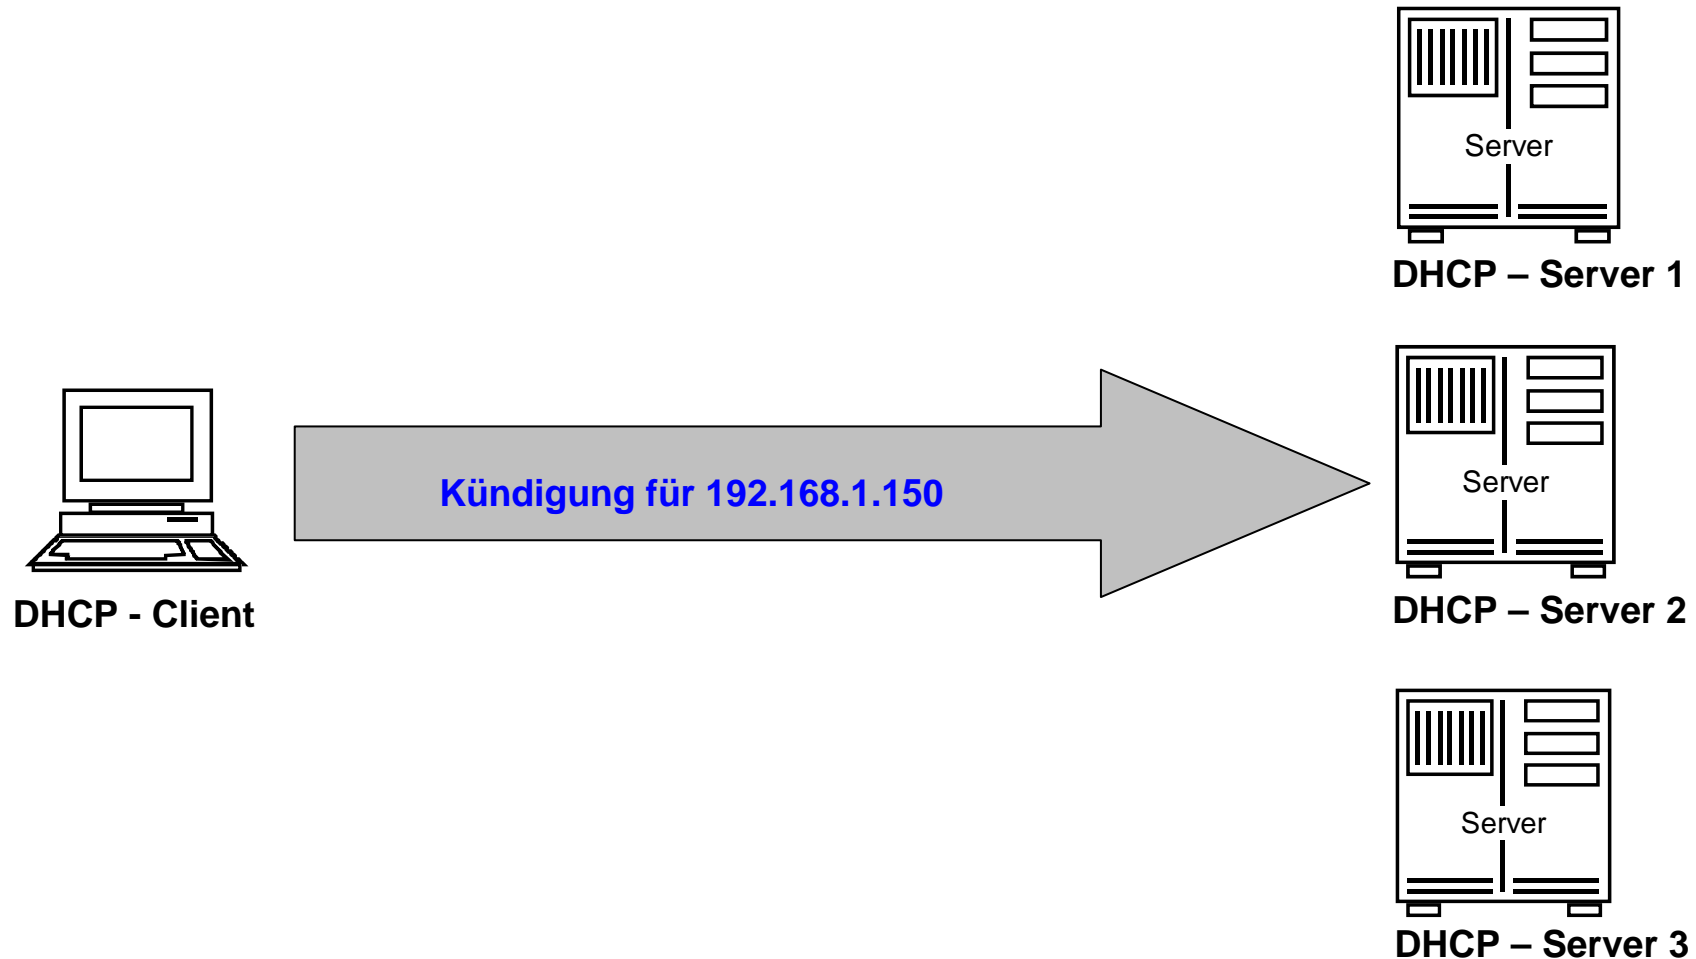 Server
DHCP – Server 1
Kündigung für 192.168.1.150
Server
DHCP - Client
DHCP – Server 2
Server
DHCP – Server 3